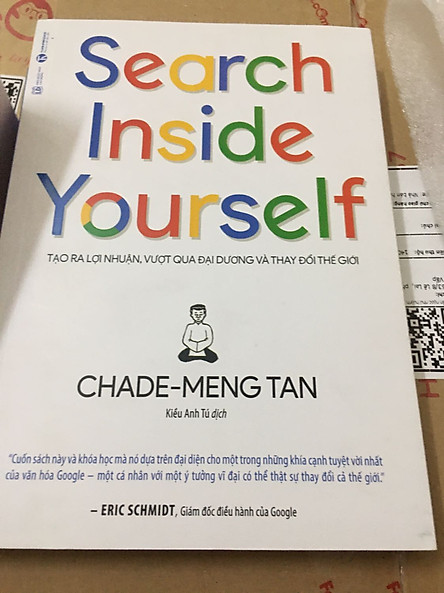 Search
Inside
Yourself
TẠO RA LỢI NHUẬN, VƯỢT QUA ĐẠI DƯƠNG VÀ THAY ĐỔI THẾ GIỚI
CHADE-MENG TAN
Kiều Anh Tú dịch
"Cuốn sách này và khóa học mà nó dựa trên đại diện cho một trong những khía cạnh tuyệt vời nhất
của văn hóa Google – một cá nhân với một ý tưởng vĩ đại có thể thật sự thay đổi cả thế giới."
– ERIC SCHMIDT, Giám đốc điều hành của Google